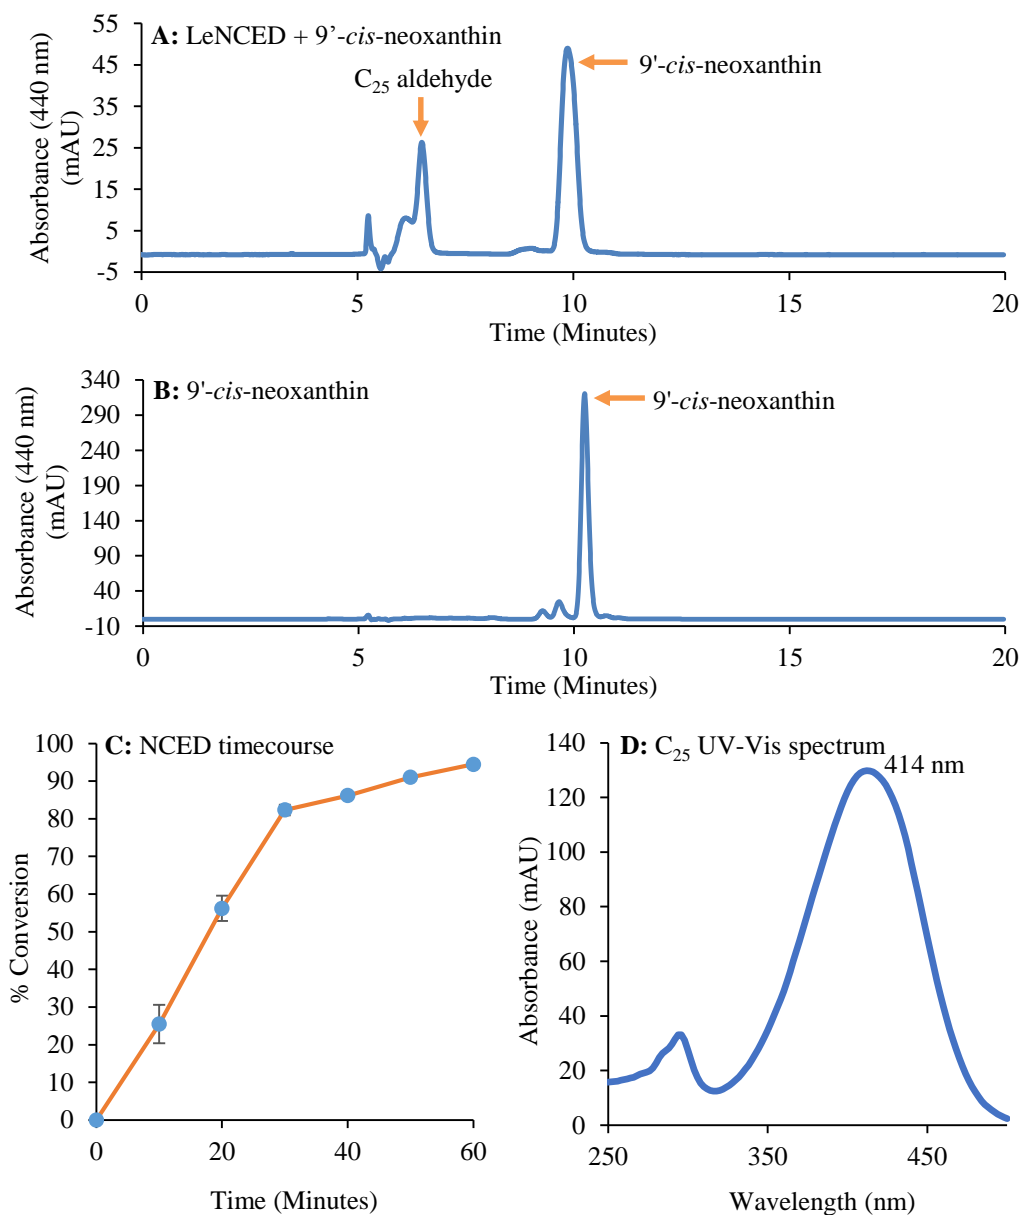 A: LeNCED + 9’-cis-neoxanthin
C25 aldehyde
9'-cis-neoxanthin
Absorbance (440 nm)
(mAU)
55
45
35
25
15
5
-5
0
5
10
15
20
Time (Minutes)
B: 9'-cis-neoxanthin
9'-cis-neoxanthin
Absorbance (440 nm)
(mAU)
340
290
240
190
140
90
40
-10
0
5
10
15
20
Time (Minutes)
C: NCED timecourse
% Conversion
100
90
80
70
60
50
40
30
20
10
0
0
20
40
60
Time (Minutes)
D: C25 UV-Vis spectrum
414 nm
Absorbance (mAU)
140
120
100
80
60
40
20
0
250
350
450
Wavelength (nm)